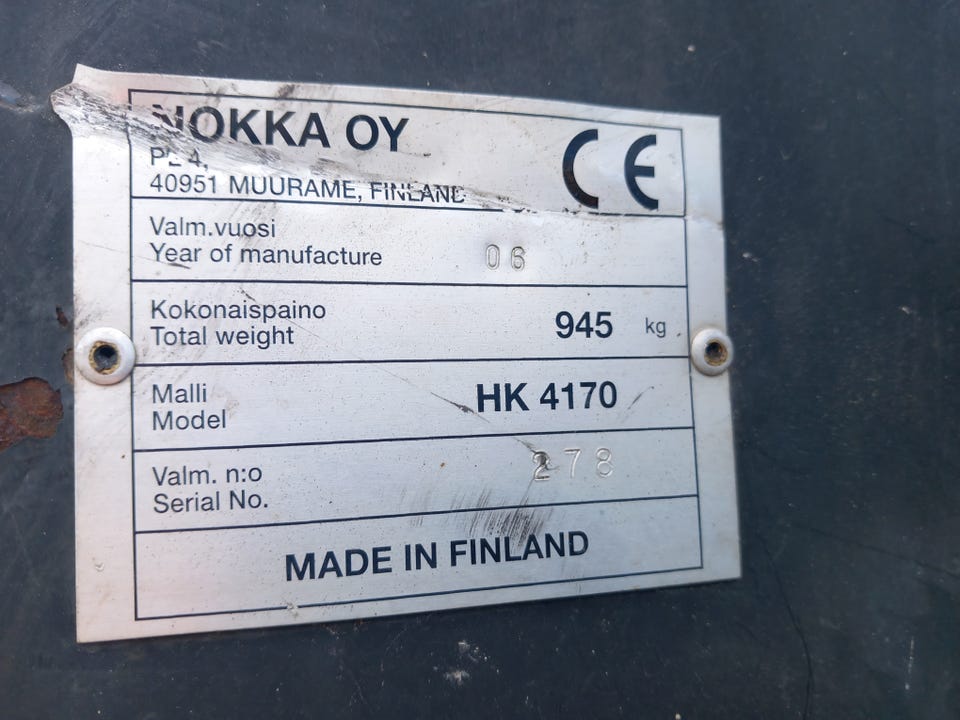 NOKKA OY
PL 4,
40951 MUURAME, FINLAND
CE
Valm.vuosi
Year of manufacture 06
Kokonaispaino
Total weight 945 kg
Malli
Model HK 4170
Valm. n:o
Serial No. 278
MADE IN FINLAND